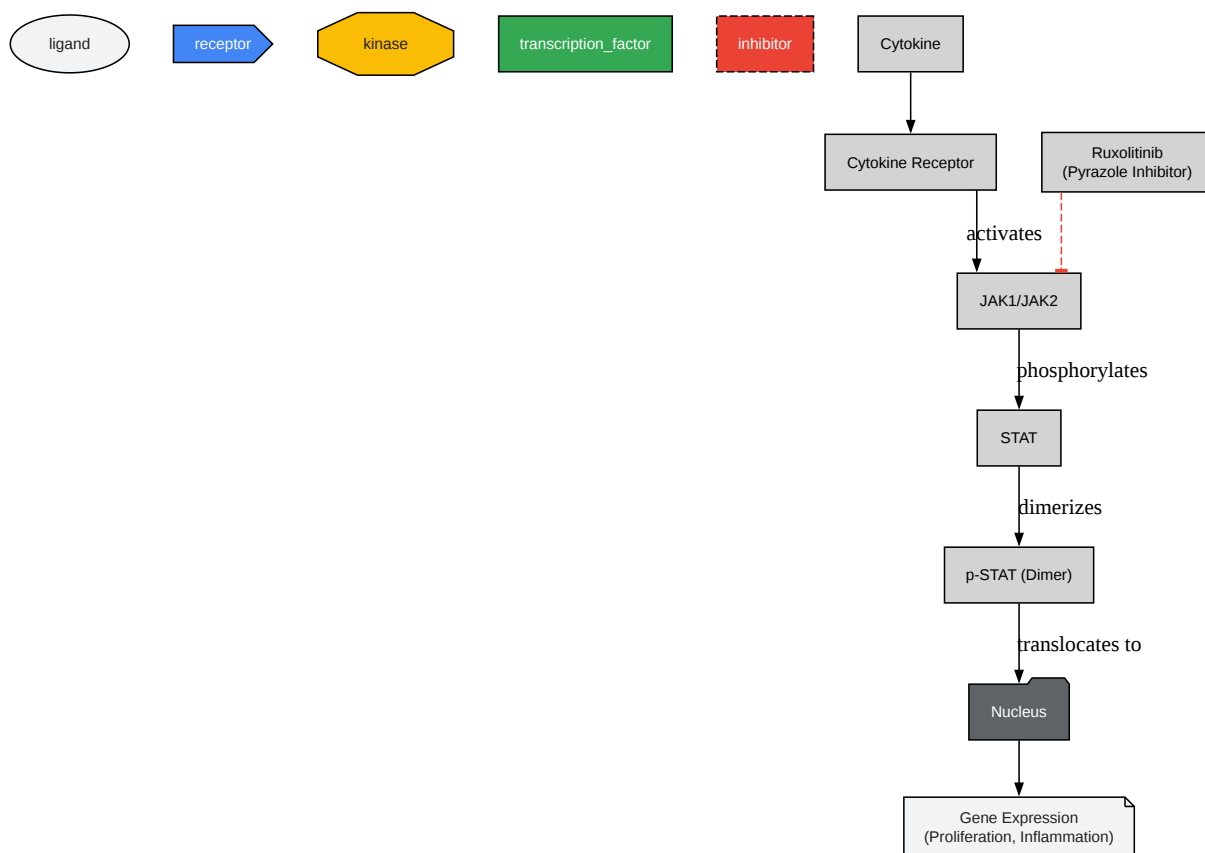 ligand
receptor
kinase
transcription_factor
inhibitor
Cytokine
Cytokine Receptor
Ruxolitinib
(Pyrazole Inhibitor)
activates
JAK1/JAK2
phosphorylates
STAT
dimerizes
p-STAT (Dimer)
translocates to
Nucleus
Gene Expression
(Proliferation, Inflammation)